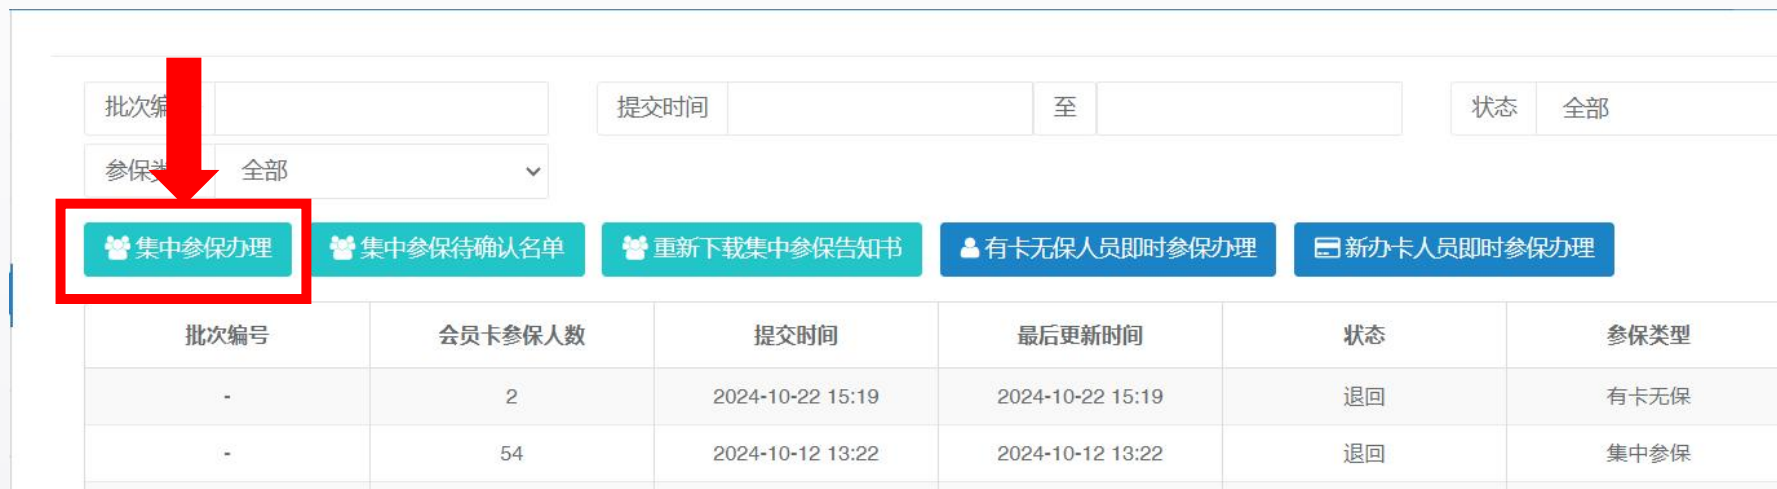 批次编 提交时间 至 状态 全部
参保类 全部
集中参保办理 集中参保待确认名单 重新下载集中参保告知书 有卡无保人员即时参保办理 新办卡人员即时参保办理
批次编号 会员卡参保人数 提交时间 最后更新时间 状态 参保类型
- 2 2024-10-22 15:19 2024-10-22 15:19 退回 有卡无保
- 54 2024-10-12 13:22 2024-10-12 13:22 退回 集中参保